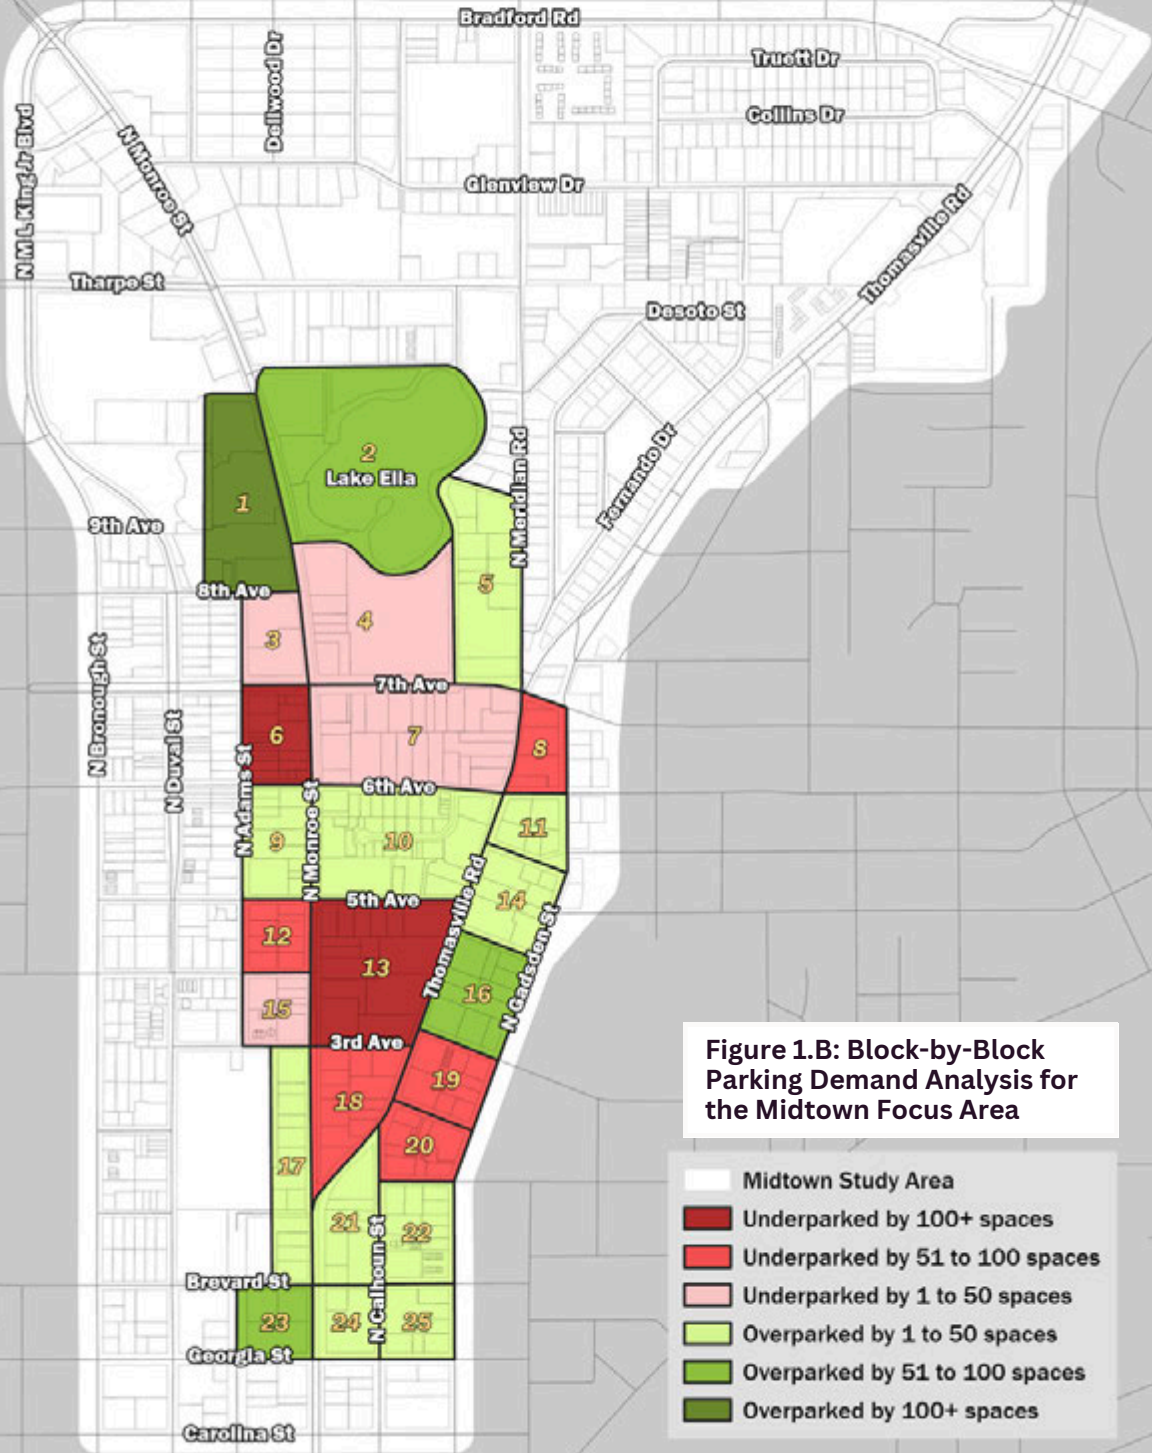 Bradford Rd
Truett Dr
Dellwood Dr
Collins Dr
N M L King Jr Blvd
N Monroe St
Glenview Dr
Thomasville Rd
Tharpe St
Desoto St
2
Lake Ella
1
Fernando Dr
N Meridian Rd
9th Ave
5
8th Ave
4
3
N Bronough St
7th Ave
6
7
8
N Duval St
N Adams St
6th Ave
N Monroe St
11
9
10
5th Ave
14
Thomasville Rd
12
13
N Gadsden St
16
15
3rd Ave
19
18
20
17
21
22
N Calhoun St
Brevard St
23
24
25
Georgia St
Carolina St
Figure 1.B: Block-by-Block
Parking Demand Analysis for
the Midtown Focus Area
Midtown Study Area
Underparked by 100+ spaces
Underparked by 51 to 100 spaces
Underparked by 1 to 50 spaces
Overparked by 1 to 50 spaces
Overparked by 51 to 100 spaces
Overparked by 100+ spaces